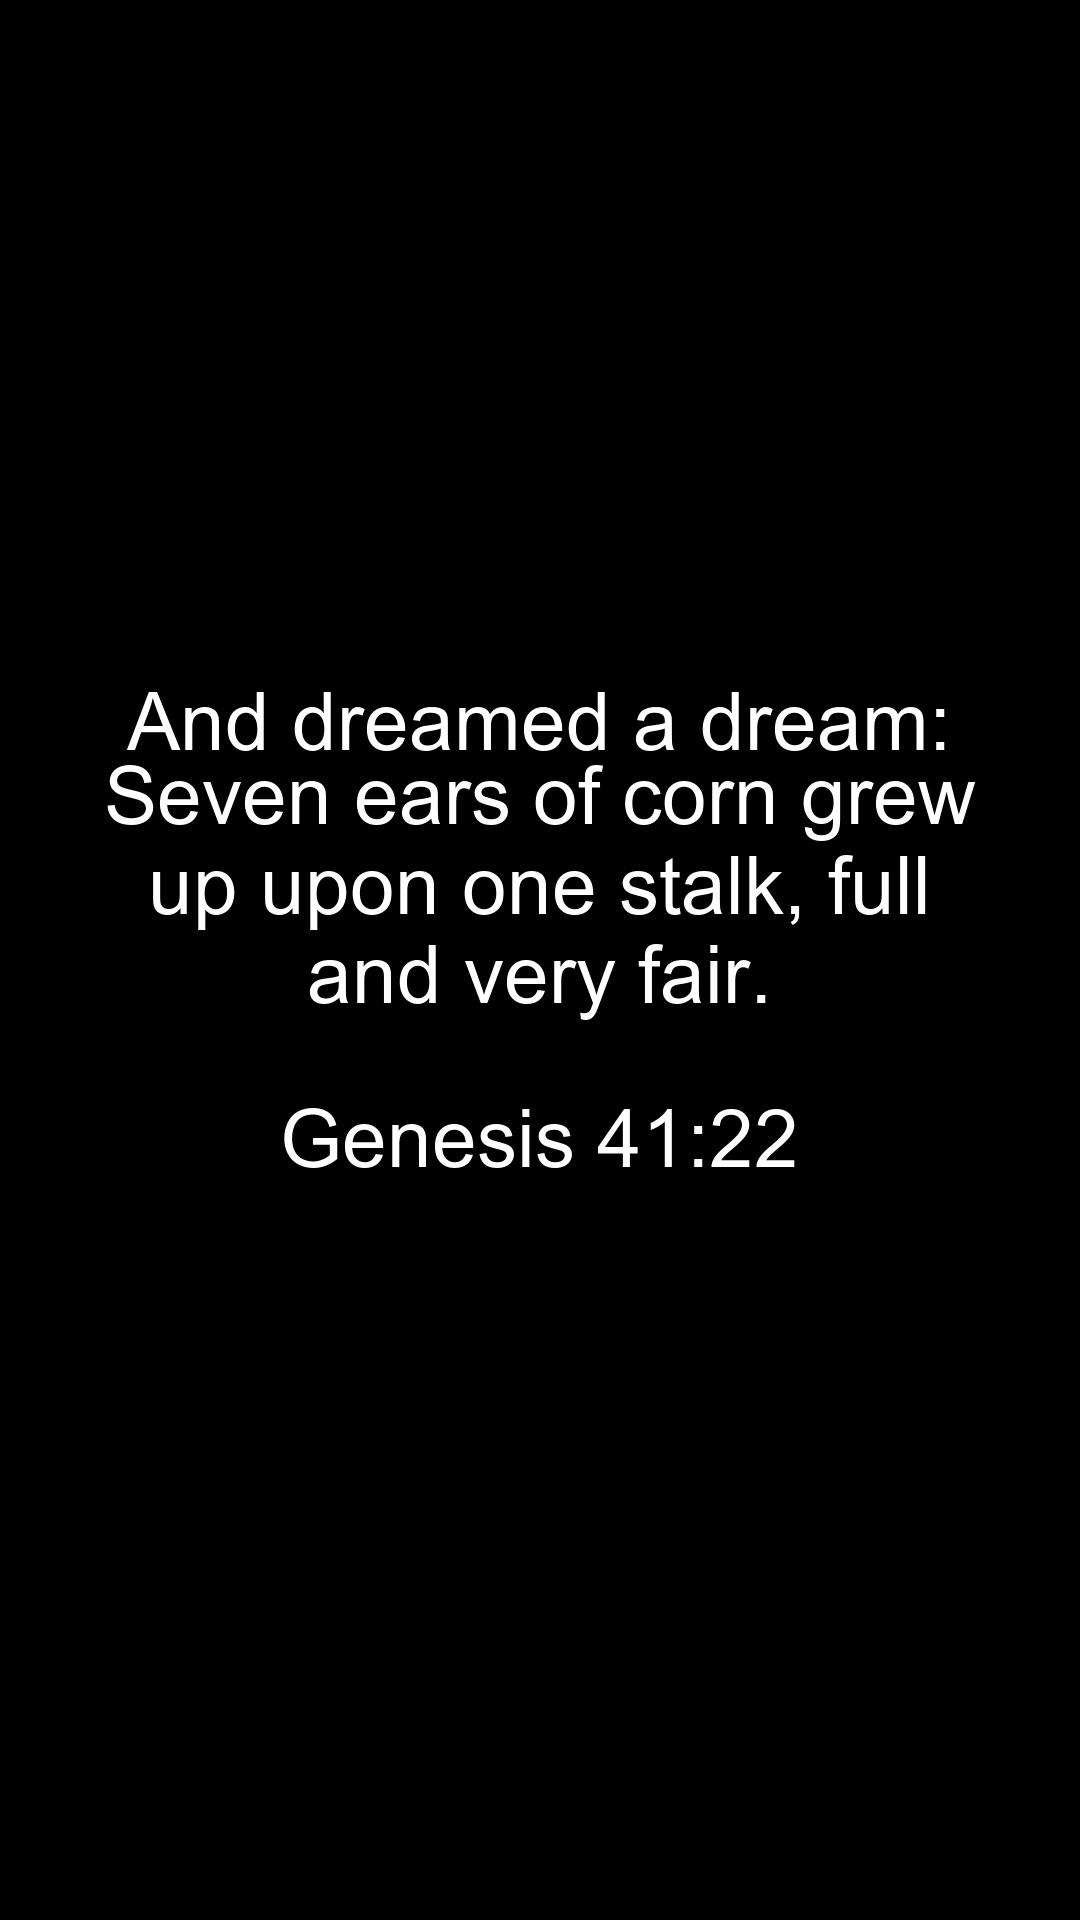 And dreamed a dream:
Seven ears of corn grew
up upon one stalk, full
and very fair.
Genesis 41:22